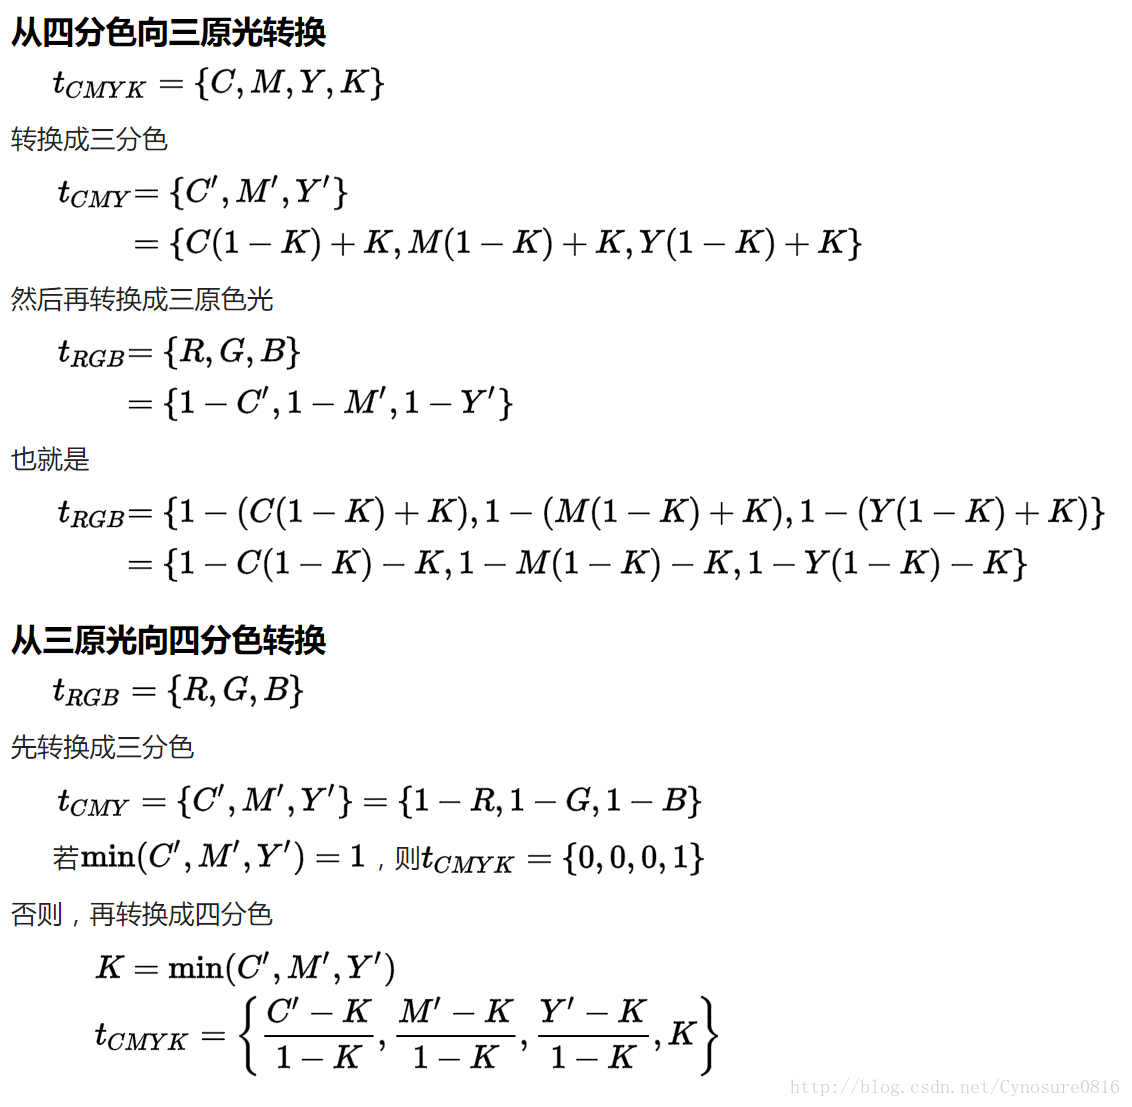 从四分色向三原光转换
t_{CMYK} = {C, M, Y, K}
转换成三分色
t_{CMY} = {C′, M′, Y′}
= {C(1 − K) + K, M(1 − K) + K, Y(1 − K) + K}
然后再转换成三原色光
t_{RGB} = {R, G, B}
= {1 − C′, 1 − M′, 1 − Y′}
也就是
t_{RGB} = {1 − (C(1 − K) + K), 1 − (M(1 − K) + K), 1 − (Y(1 − K) + K)}
= {1 − C(1 − K) − K, 1 − M(1 − K) − K, 1 − Y(1 − K) − K}
从三原光向四分色转换
t_{RGB} = {R, G, B}
先转换成三分色
t_{CMY} = {C′, M′, Y′} = {1 − R, 1 − G, 1 − B}
若min(C′, M′, Y′) = 1，则t_{CMYK} = {0, 0, 0, 1}
否则，再转换成四分色
K = min(C′, M′, Y′)
t_{CMYK} = {\frac{C′ − K}{1 − K}, \frac{M′ − K}{1 − K}, \frac{Y′ − K}{1 − K}, K}
http://blog.csdn.net/Cynosure0816